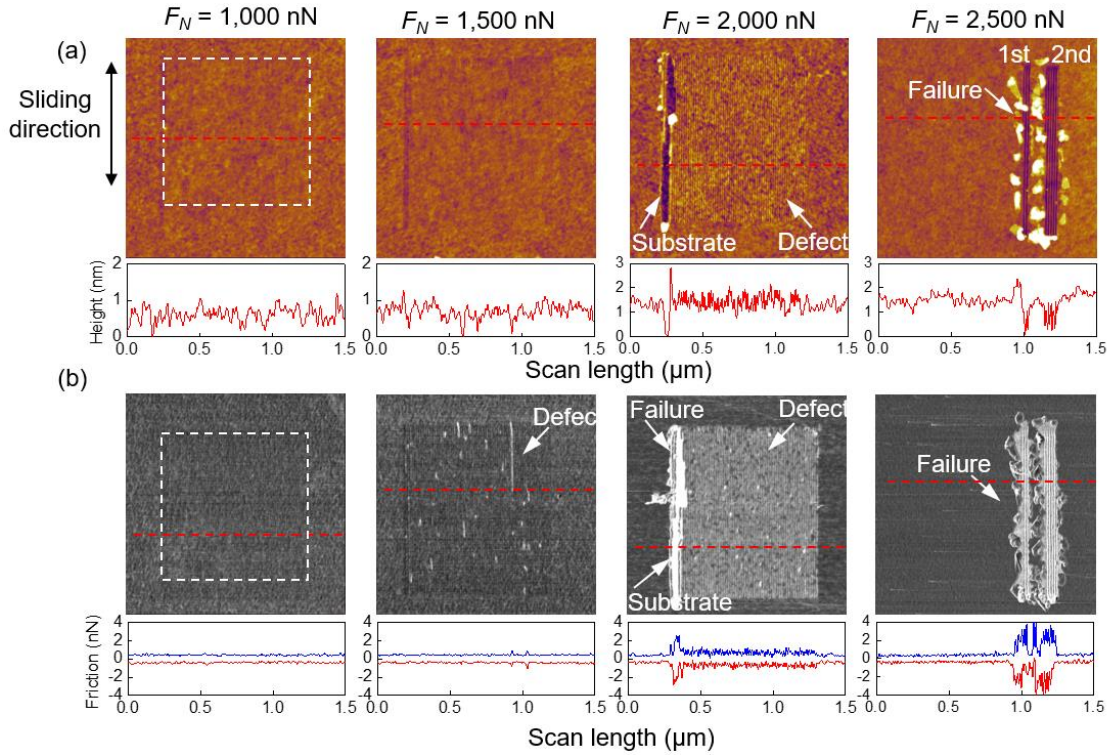 F_N = 1,000 nN
F_N = 1,500 nN
F_N = 2,000 nN
F_N = 2,500 nN
(a)
Sliding
direction
Substrate
Defect
1st
2nd
Failure
Height (nm)
2
1
0
0.0 0.5 1.0 1.5
2
1
0
0.0 0.5 1.0 1.5
3
2
1
0
0.0 0.5 1.0 1.5
3
2
1
0
0.0 0.5 1.0 1.5
Scan length (µm)
(b)
Defec
Failure
Defect
Substrate
Failure
Friction (nN)
4
2
0
-2
-4
0.0 0.5 1.0 1.5
4
2
0
-2
-4
0.0 0.5 1.0 1.5
4
2
0
-2
-4
0.0 0.5 1.0 1.5
4
2
0
-2
-4
0.0 0.5 1.0 1.5
Scan length (µm)